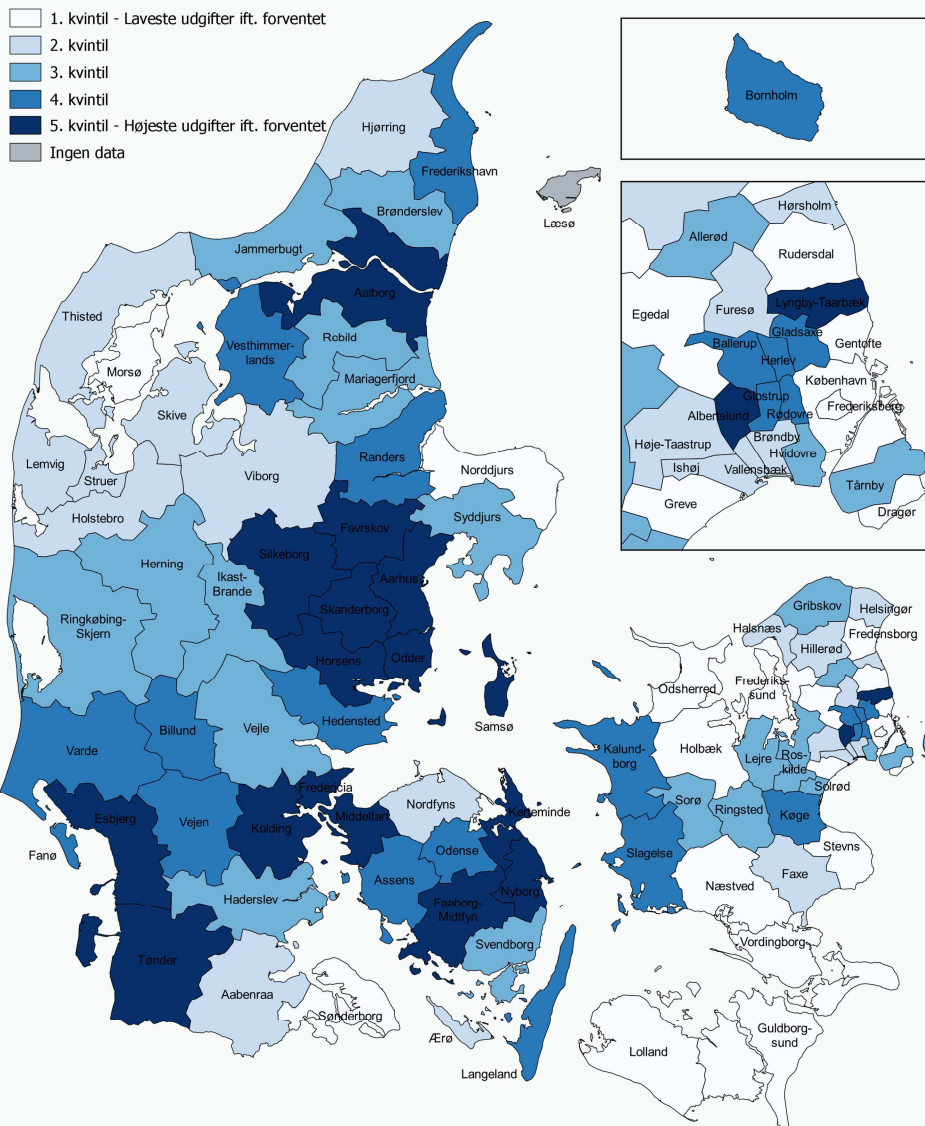 1. kvintil - Laveste udgifter ift. forventet
2. kvintil
3. kvintil
4. kvintil
5. kvintil - Højeste udgifter ift. forventet
Ingen data
Hjørring
Frederikshavn
Læsø
Brønderslev
Jammerbugt
Aalborg
Thisted
Vesthimmer-
lands
Rebild
Morsø
Mariagerfjord
Skive
Lemvig
Struer
Viborg
Randers
Norddjurs
Holstebro
Favrskov
Syddjurs
Silkeborg
Herning
Ikast-
Brande
Aarhus
Skanderborg
Ringkøbing-
Skjern
Horsens
Odder
Samsø
Hedensted
Billund
Vejle
Varde
Fredericia
Esbjerg
Kolding
Middelfart
Nordfyns
Kerteminde
Vejen
Fanø
Odense
Assens
Haderslev
Faaborg-
Midtfyn
Nyborg
Svendborg
Tønder
Aabenraa
Sønderborg
Ærø
Langeland
Bornholm
Hørsholm
Allerød
Rudersdal
Lyngby-Taarbæk
Egedal
Furesø
Gladsaxe
Ballerup
Gentofte
Herlev
København
Glostrup
Frederiksberg
Albertslund
Rødovre
Brøndby
Høje-Taastrup
Hvidovre
Ishøj
Vallensbæk
Tårnby
Greve
Dragør
Gribskov
Helsingør
Halsnæs
Fredensborg
Hillerød
Odsherred
Frederiks-
sund
Kalund-
borg
Holbæk
Lejre
Ros-
kilde
Solrød
Sorø
Ringsted
Køge
Slagelse
Stevns
Næstved
Faxe
Vordingborg
Guldborg-
sund
Lolland